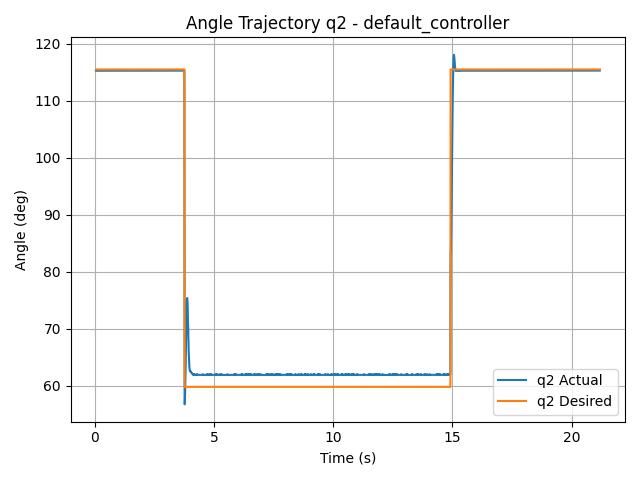 Angle Trajectory q2 - default_controller
120
110
100
90
80
70
60
Angle (deg)
0
5
10
15
20
Time (s)
q2 Actual
q2 Desired